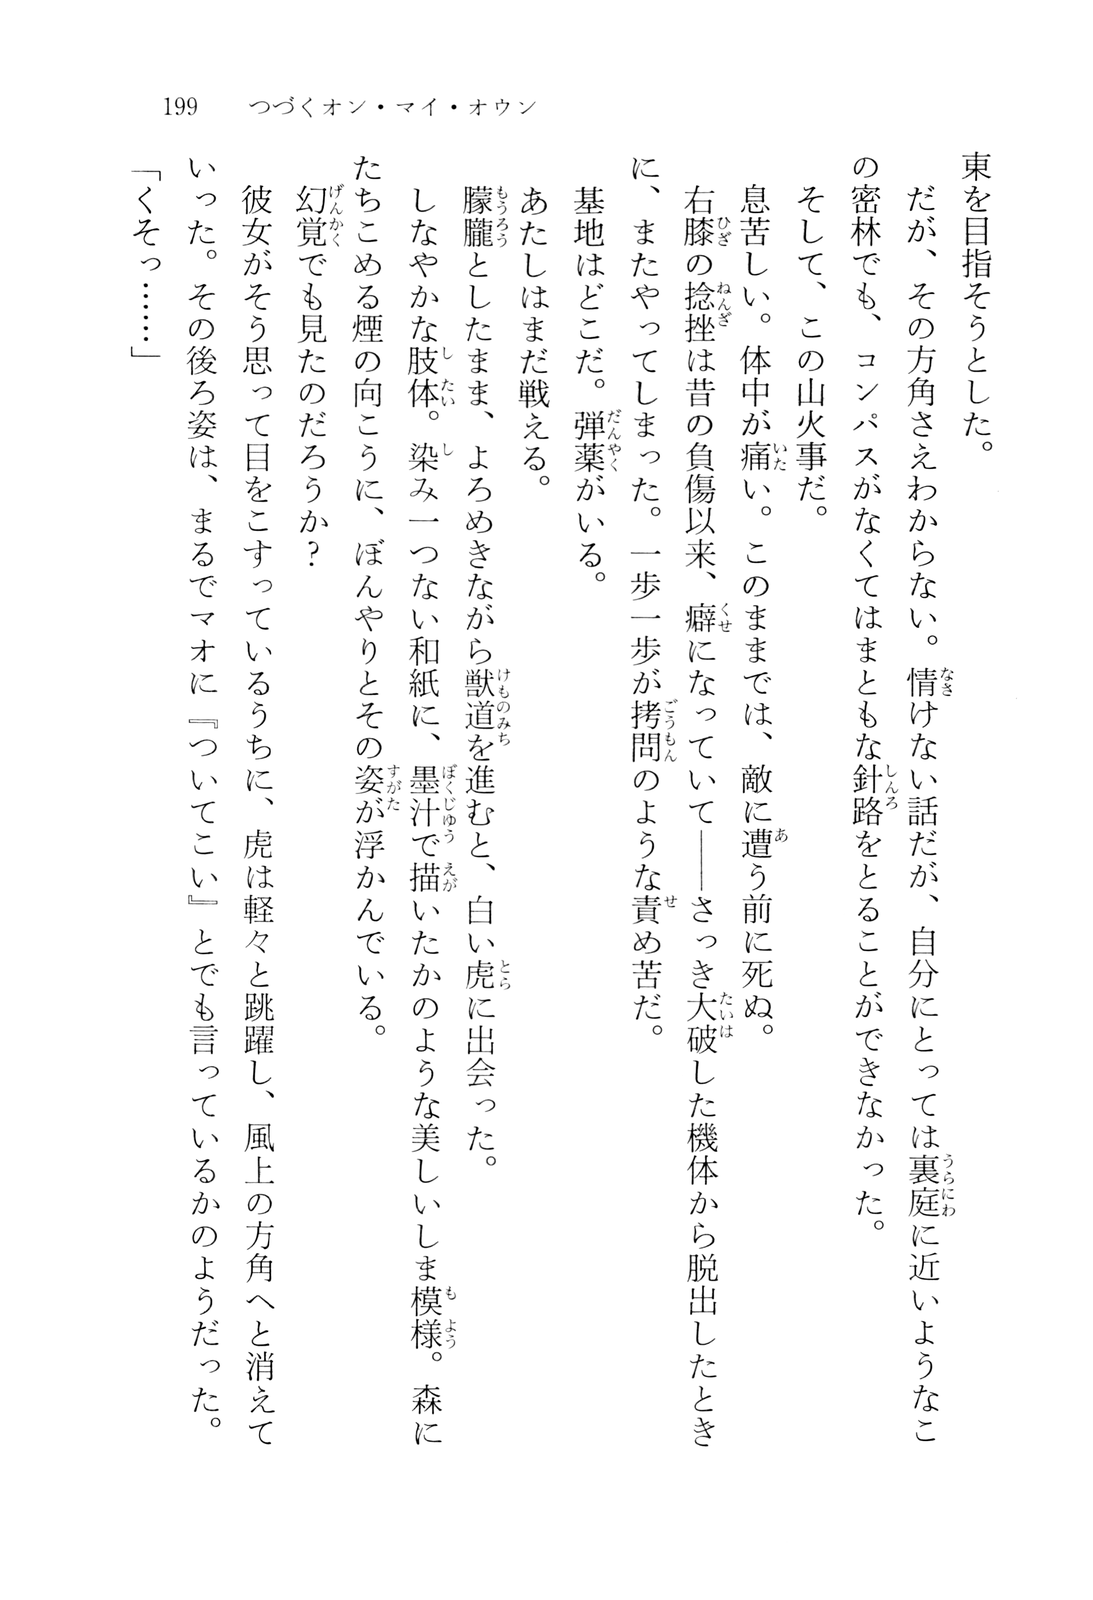 199　つづくオン・マイ・オウン
東を目指そうとした。
だが、その方角さえわからない。情けない話だが、自分にとっては裏庭に近いようなこ
の密林でも、コンパスがなくてはまともな針路をとることができなかった。
そして、この山火事だ。
息苦しい。体中が痛い。このままでは、敵に遭う前に死ぬ。
右膝の捻挫は昔の負傷以来、癖になっていて――さっき大破した機体から脱出したとき
に、またやってしまった。一歩一歩が拷問のような責め苦だ。
基地はどこだ。弾薬がいる。
あたしはまだ戦える。
朦朧としたまま、よろめきながら獣道を進むと、白い虎に出会った。
しなやかな肢体。染み一つない和紙に、墨汁で描いたかのような美しいしま模様。森に
たちこめる煙の向こうに、ぼんやりとその姿が浮かんでいる。
幻覚でも見たのだろうか？
彼女がそう思って目をこすっているうちに、虎は軽々と跳躍し、風上の方角へと消えて
いった。その後ろ姿は、まるでマオに『ついてこい』とでも言っているかのようだった。
「くそっ……」